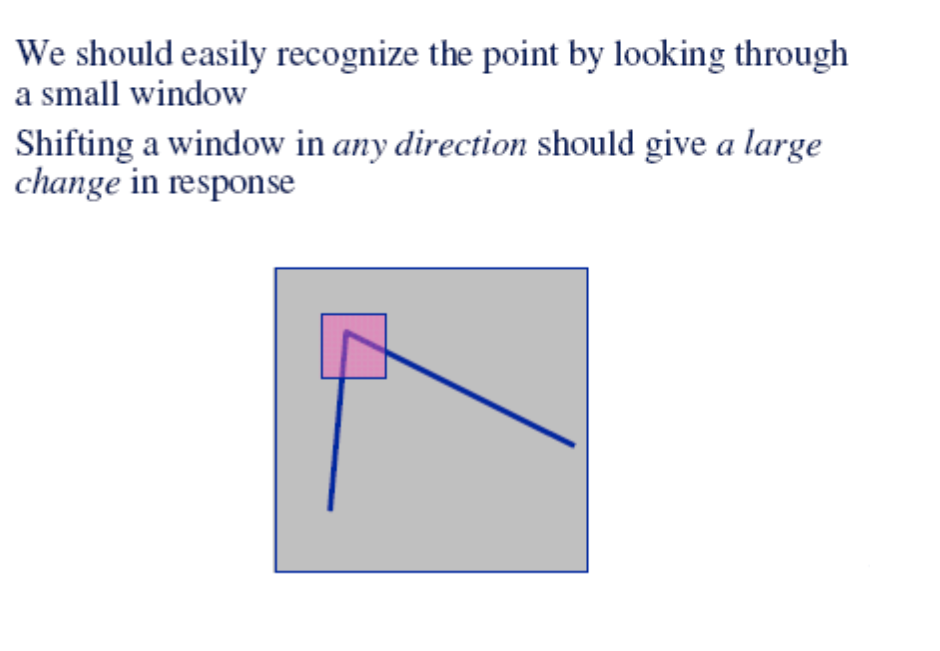 We should easily recognize the point by looking through
a small window
Shifting a window in any direction should give a large
change in response